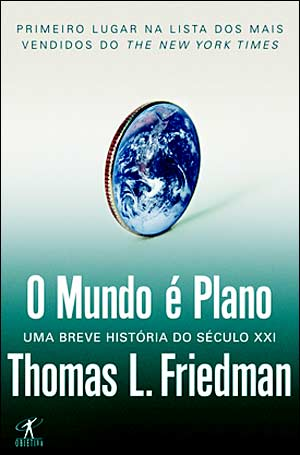 PRIMEIRO LUGAR NA LISTA DOS MAIS
VENDIDOS DO THE NEW YORK TIMES
O Mundo é Plano
UMA BREVE HISTÓRIA DO SÉCULO XXI
Thomas L. Friedman
OBJETIVA